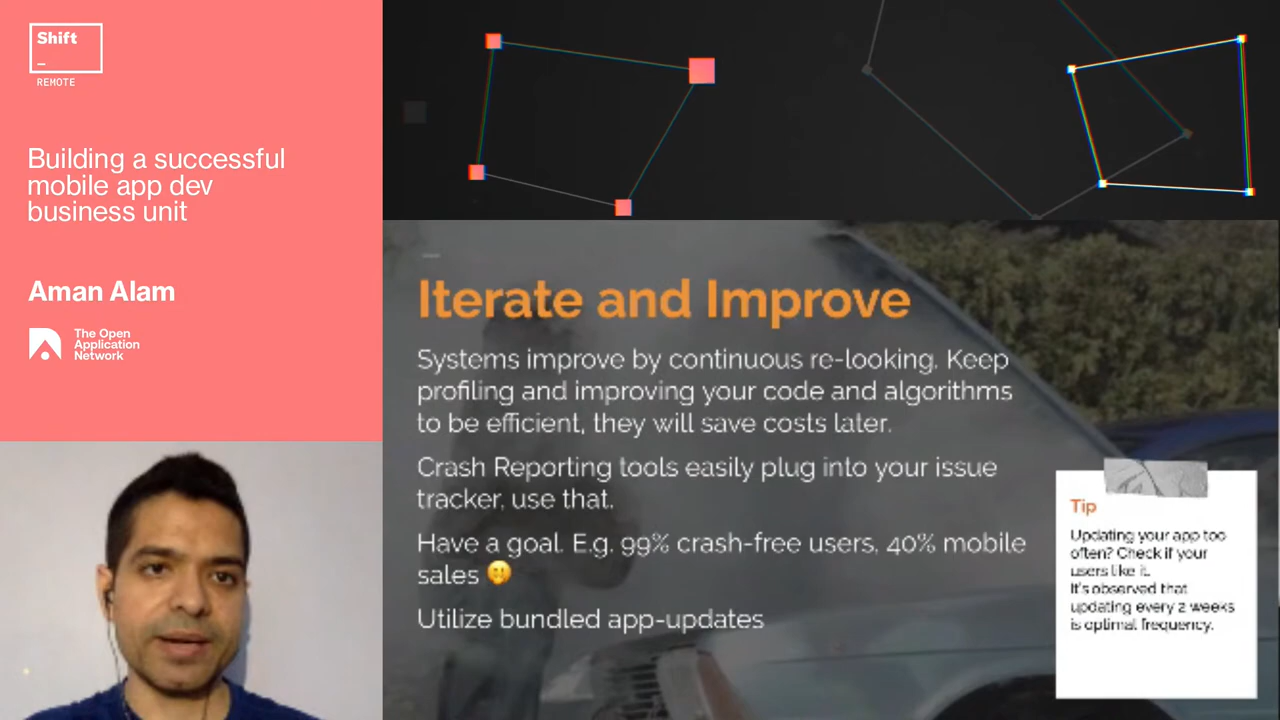 Shift
_
REMOTE
Building a successful
mobile app dev
business unit
Aman Alam
The Open
Application
Network
Iterate and Improve
Systems improve by continuous re-looking. Keep
profiling and improving your code and algorithms
to be efficient, they will save costs later.
Crash Reporting tools easily plug into your issue
tracker, use that.
Have a goal. E.g. 99% crash-free users, 40% mobile
sales 🤑
Utilize bundled app-updates
Tip
Updating your app too
often? Check if your
users like it.
It's observed that
updating every 2 weeks
is optimal frequency.